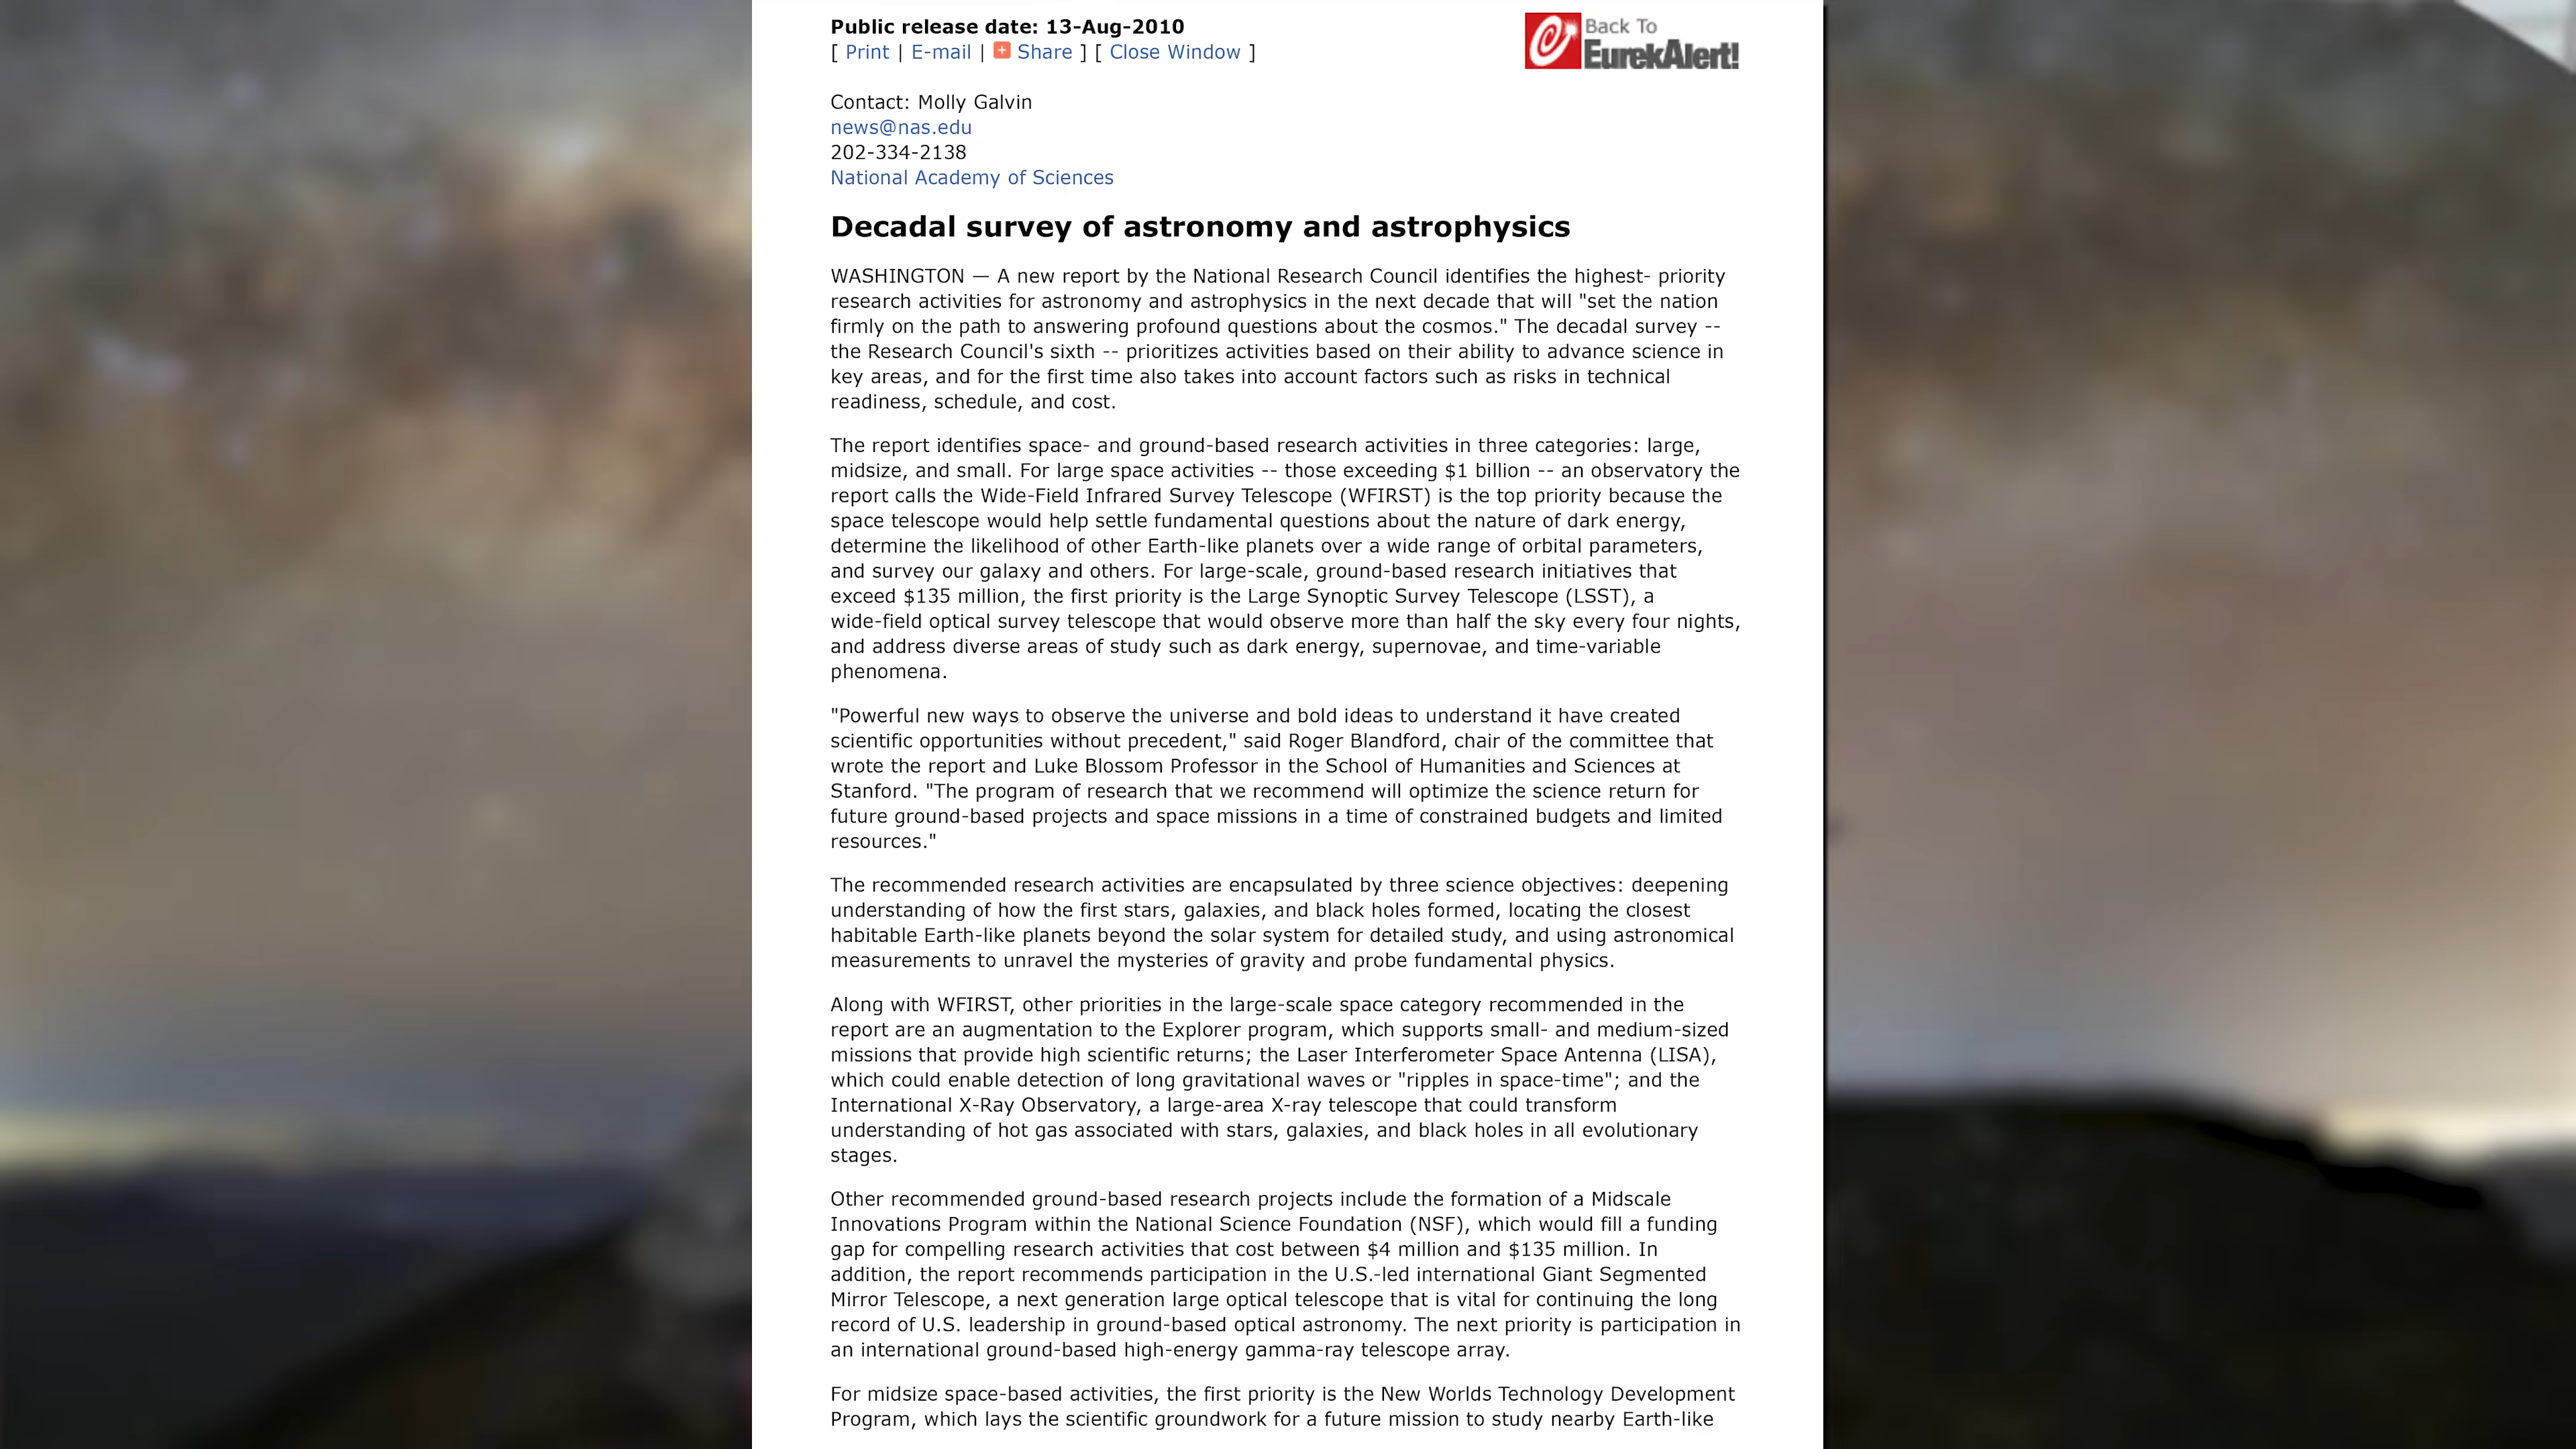 Public release date: 13-Aug-2010
[ Print | E-mail | Share ] [ Close Window ]
Back To
EurekAlert!
Contact: Molly Galvin
news@nas.edu
202-334-2138
National Academy of Sciences
Decadal survey of astronomy and astrophysics
WASHINGTON — A new report by the National Research Council identifies the highest- priority
research activities for astronomy and astrophysics in the next decade that will "set the nation
firmly on the path to answering profound questions about the cosmos." The decadal survey --
the Research Council's sixth -- prioritizes activities based on their ability to advance science in
key areas, and for the first time also takes into account factors such as risks in technical
readiness, schedule, and cost.
The report identifies space- and ground-based research activities in three categories: large,
midsize, and small. For large space activities -- those exceeding $1 billion -- an observatory the
report calls the Wide-Field Infrared Survey Telescope (WFIRST) is the top priority because the
space telescope would help settle fundamental questions about the nature of dark energy,
determine the likelihood of other Earth-like planets over a wide range of orbital parameters,
and survey our galaxy and others. For large-scale, ground-based research initiatives that
exceed $135 million, the first priority is the Large Synoptic Survey Telescope (LSST), a
wide-field optical survey telescope that would observe more than half the sky every four nights,
and address diverse areas of study such as dark energy, supernovae, and time-variable
phenomena.
"Powerful new ways to observe the universe and bold ideas to understand it have created
scientific opportunities without precedent," said Roger Blandford, chair of the committee that
wrote the report and Luke Blossom Professor in the School of Humanities and Sciences at
Stanford. "The program of research that we recommend will optimize the science return for
future ground-based projects and space missions in a time of constrained budgets and limited
resources."
The recommended research activities are encapsulated by three science objectives: deepening
understanding of how the first stars, galaxies, and black holes formed, locating the closest
habitable Earth-like planets beyond the solar system for detailed study, and using astronomical
measurements to unravel the mysteries of gravity and probe fundamental physics.
Along with WFIRST, other priorities in the large-scale space category recommended in the
report are an augmentation to the Explorer program, which supports small- and medium-sized
missions that provide high scientific returns; the Laser Interferometer Space Antenna (LISA),
which could enable detection of long gravitational waves or "ripples in space-time"; and the
International X-Ray Observatory, a large-area X-ray telescope that could transform
understanding of hot gas associated with stars, galaxies, and black holes in all evolutionary
stages.
Other recommended ground-based research projects include the formation of a Midscale
Innovations Program within the National Science Foundation (NSF), which would fill a funding
gap for compelling research activities that cost between $4 million and $135 million. In
addition, the report recommends participation in the U.S.-led international Giant Segmented
Mirror Telescope, a next generation large optical telescope that is vital for continuing the long
record of U.S. leadership in ground-based optical astronomy. The next priority is participation in
an international ground-based high-energy gamma-ray telescope array.
For midsize space-based activities, the first priority is the New Worlds Technology Development
Program, which lays the scientific groundwork for a future mission to study nearby Earth-like